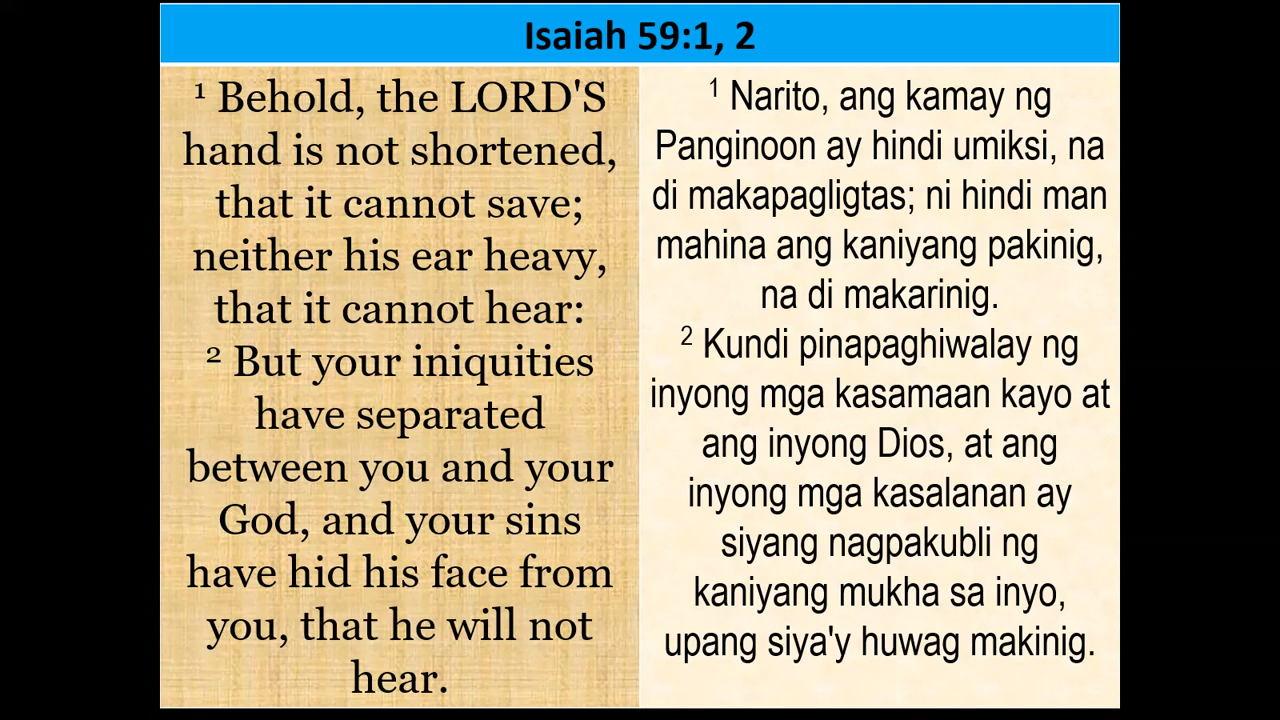 Isaiah 59:1, 2
¹ Behold, the LORD'S
hand is not shortened,
that it cannot save;
neither his ear heavy,
that it cannot hear:
² But your iniquities
have separated
between you and your
God, and your sins
have hid his face from
you, that he will not
hear.
¹ Narito, ang kamay ng
Panginoon ay hindi umiksi, na
di makapagligtas; ni hindi man
mahina ang kaniyang pakinig,
na di makarinig.
² Kundi pinapaghiwalay ng
inyong mga kasamaan kayo at
ang inyong Dios, at ang
inyong mga kasalanan ay
siyang nagpakubli ng
kaniyang mukha sa inyo,
upang siya'y huwag makinig.